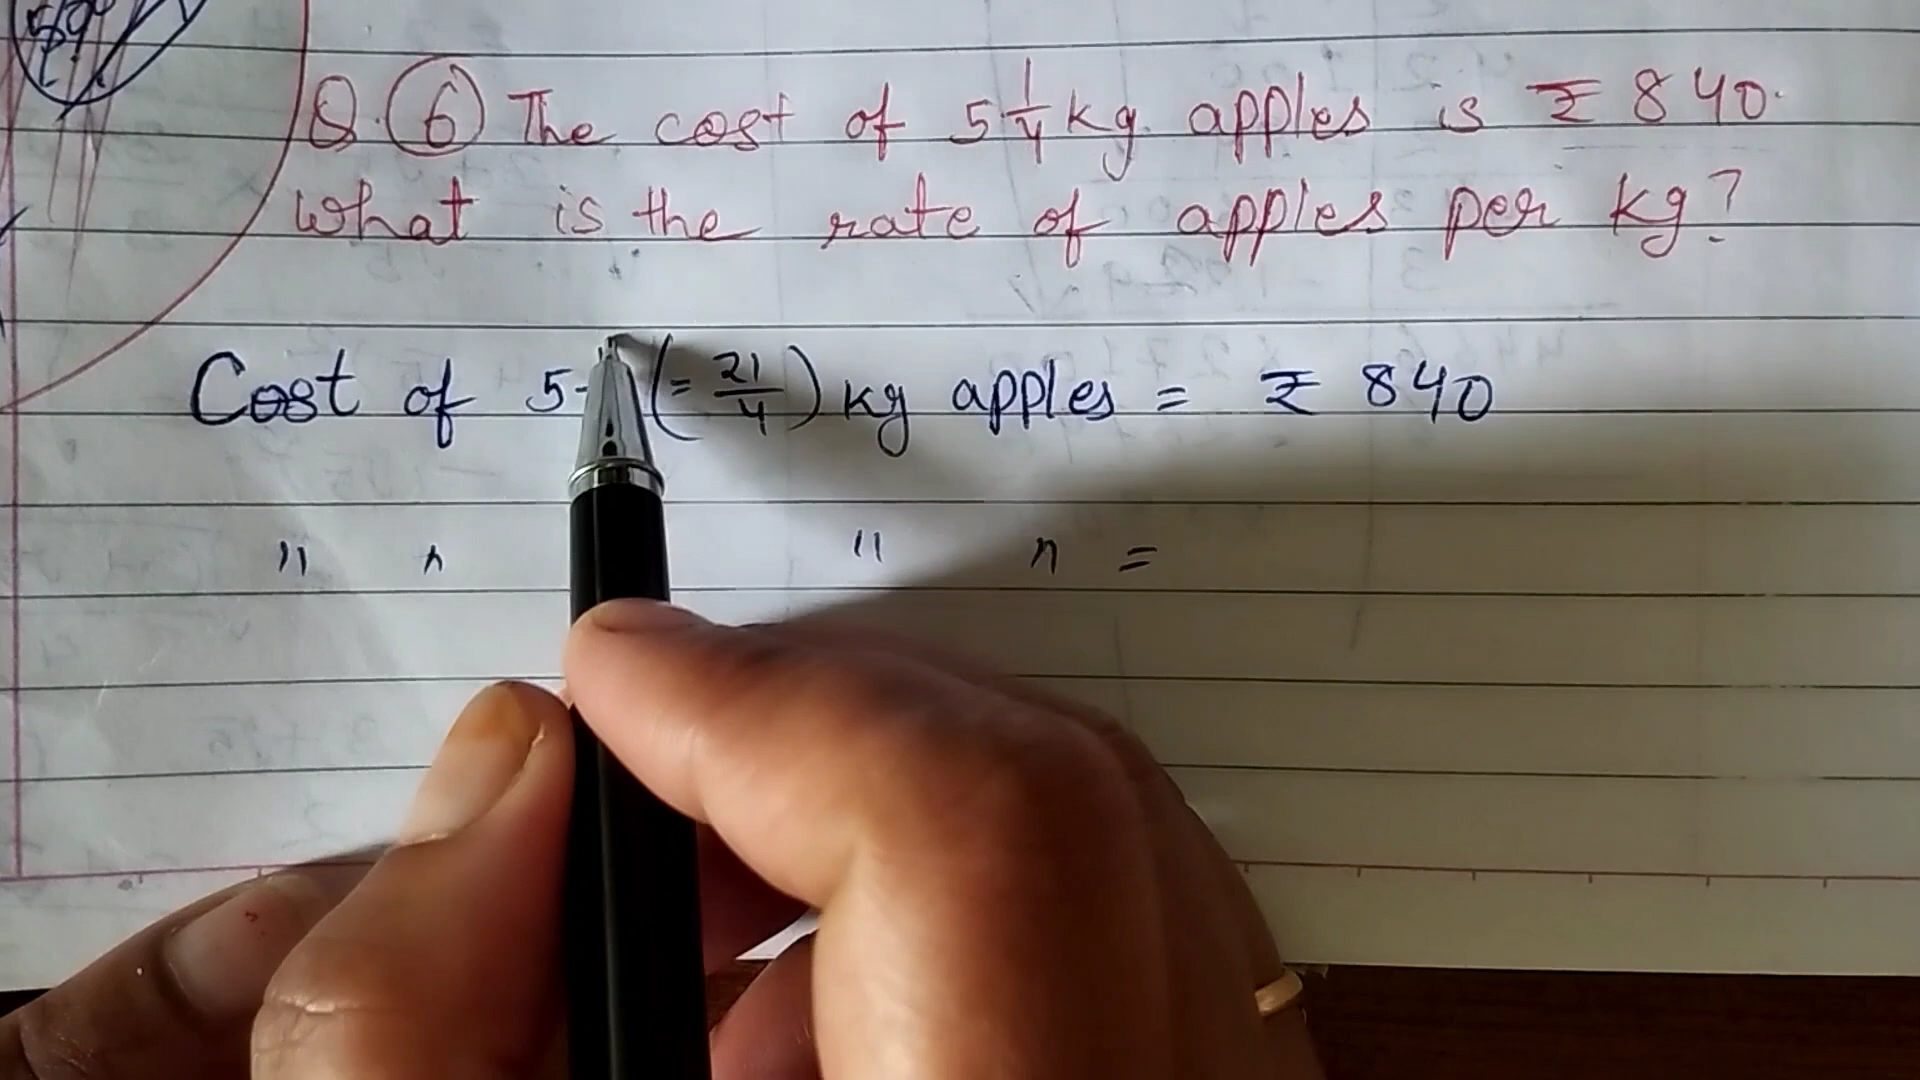 Q. 6 The cost of 5 1/4 kg. apples is ₹ 840.
What is the rate of apples per kg?
Cost of 5 (= 21/4) kg apples = ₹ 840
" " " " =